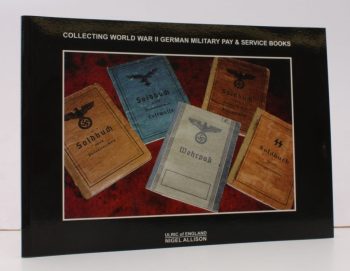 COLLECTING WORLD WAR II GERMAN MILITARY PAY & SERVICE BOOKS
Soldbuch
Soldbuch
Luftwaffe
Soldbuch
Wehrpaß
Soldbuch
ULRIC of ENGLAND
NIGEL ALLISON